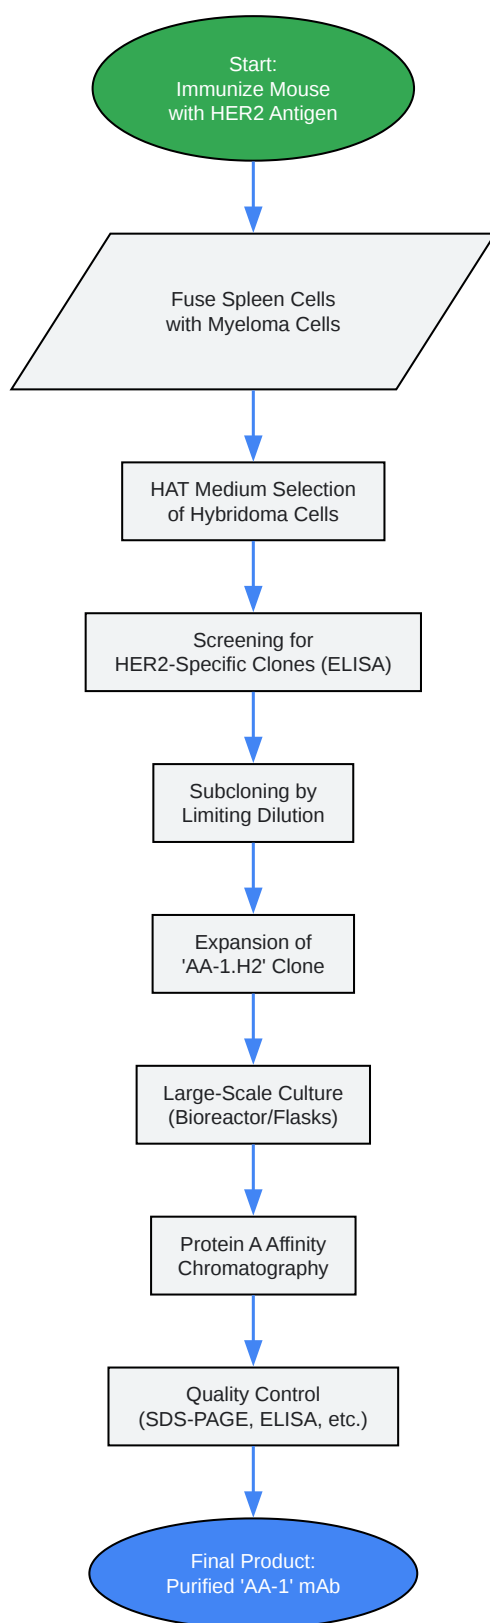 Start:
Immunize Mouse
with HER2 Antigen
Fuse Spleen Cells
with Myeloma Cells
HAT Medium Selection
of Hybridoma Cells
Screening for
HER2-Specific Clones (ELISA)
Subcloning by
Limiting Dilution
Expansion of
'AA-1.H2' Clone
Large-Scale Culture
(Bioreactor/Flasks)
Protein A Affinity
Chromatography
Quality Control
(SDS-PAGE, ELISA, etc.)
Final Product:
Purified 'AA-1' mAb